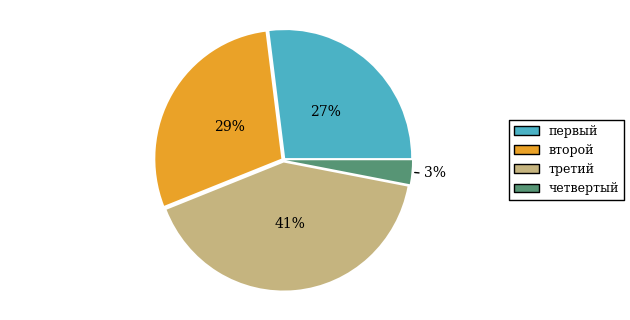 27%
29%
3%
41%
первый
второй
третий
четвертый